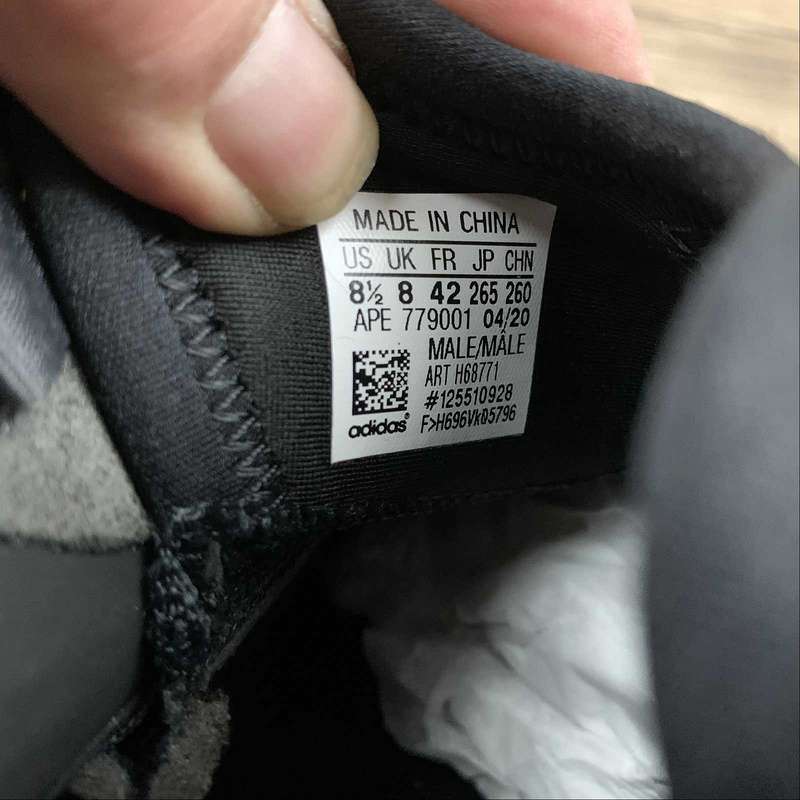 MADE IN CHINA
US UK FR JP CHN
8½ 8 42 265 260
APE 779001 04/20
MALE/MÂLE
ART H68771
#125510928
adidas® F>H696VkD5796